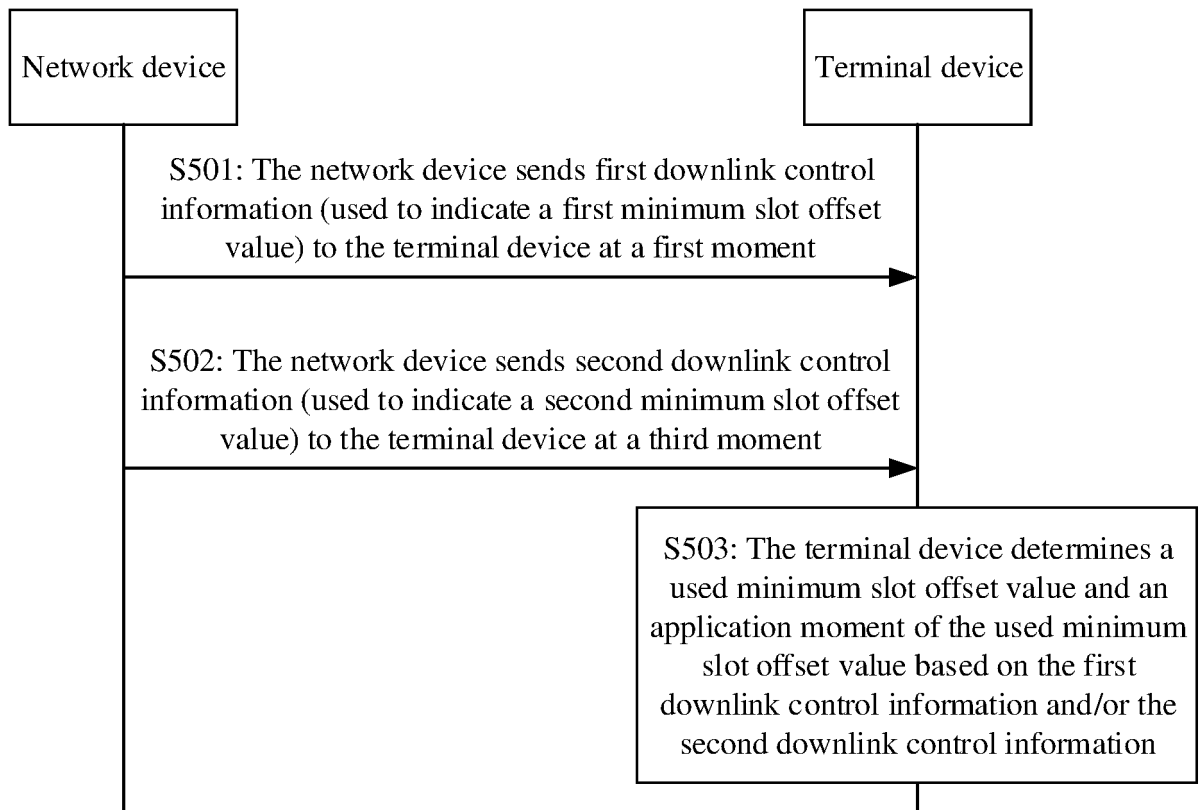 Network device
Terminal device
S501: The network device sends first downlink control
information (used to indicate a first minimum slot offset
value) to the terminal device at a first moment
S502: The network device sends second downlink control
information (used to indicate a second minimum slot offset
value) to the terminal device at a third moment
S503: The terminal device determines a
used minimum slot offset value and an
application moment of the used minimum
slot offset value based on the first
downlink control information and/or the
second downlink control information